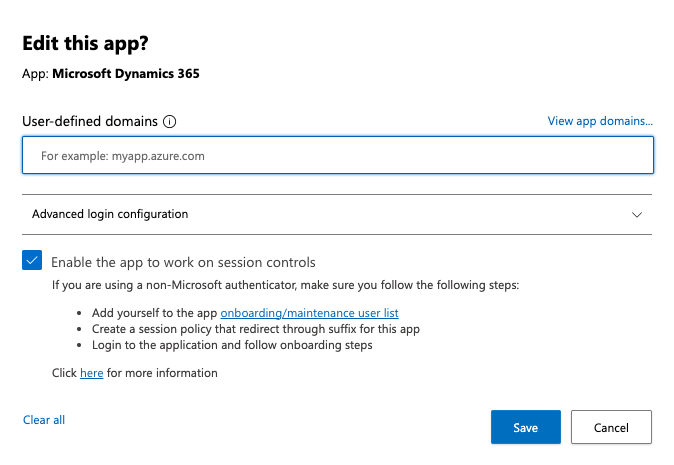 Edit this app?
App: Microsoft Dynamics 365
User-defined domains
View app domains...
For example: myapp.azure.com
Advanced login configuration
Enable the app to work on session controls
If you are using a non-Microsoft authenticator, make sure you follow the following steps:
• Add yourself to the app onboarding/maintenance user list
• Create a session policy that redirect through suffix for this app
• Login to the application and follow onboarding steps
Click here for more information
Clear all
Save
Cancel